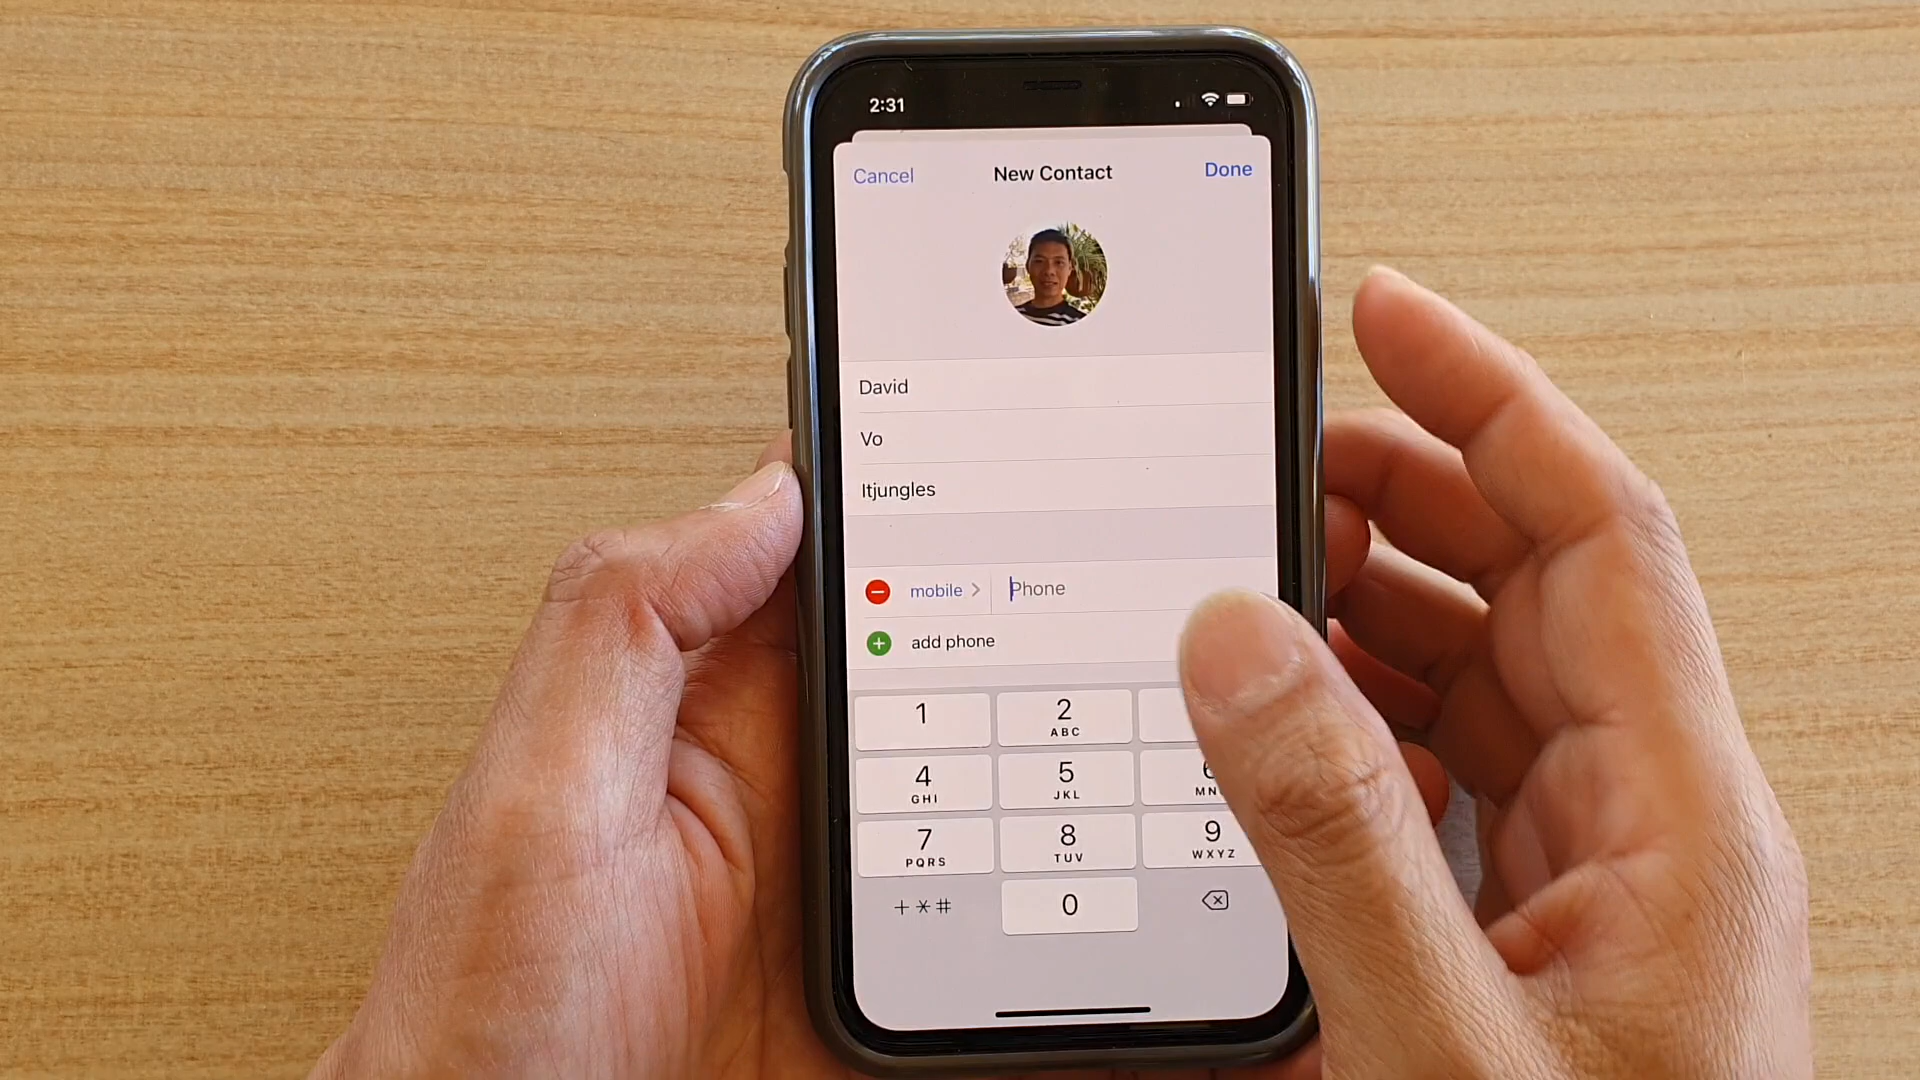 2:31
Cancel New Contact Done
David
Vo
Itjungles
mobile Phone
add phone
1 2
ABC
4 5
GHI JKL
7 8 9
PQRS TUV WXYZ
+*# 0